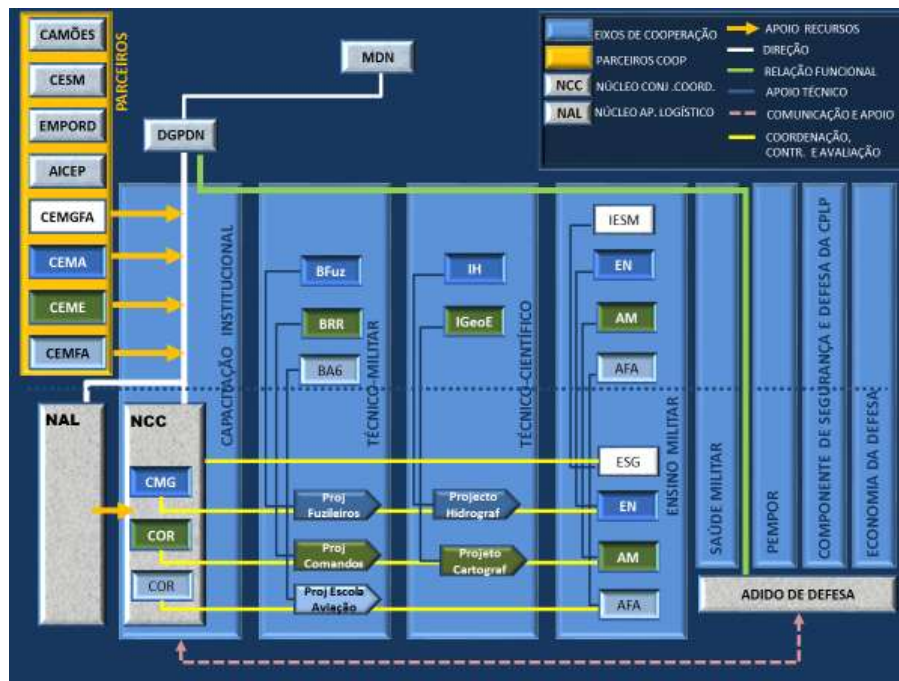 CAMÕES
CESM
EMPORD
AICEP
CEMGFA
CEMA
CEME
CEMFA
PARCEIROS
MDN
DGPDN
EIXOS DE COOPERAÇÃO
PARCEIROS COOP
NCC NÚCLEO CONJ .COORD.
NAL NÚCLEO AP. LOGÍSTICO
APOIO RECURSOS
DIREÇÃO
RELAÇÃO FUNCIONAL
APOIO TÉCNICO
COMUNICAÇÃO E APOIO
COORDENAÇÃO,
CONTR. E AVALIAÇÃO
CAPACITAÇÃO INSTITUCIONAL
BFuz
BRR
BA6
TÉCNICO-MILITAR
IH
IGeoE
TÉCNICO-CIENTÍFICO
IESM
EN
AM
AFA
ENSINO MILITAR
SAÚDE MILITAR
PEMPOR
COMPONENTE DE SEGURANÇA E DEFESA DA CPLP
ECONOMIA DA DEFESA
NAL
NCC
CMG
COR
COR
Proj
Fuzileiros
Proj
Comandos
Proj Escola
Aviação
Projecto
Hidrograf
Projeto
Cartograf
ESG
EN
AM
AFA
ADIDO DE DEFESA